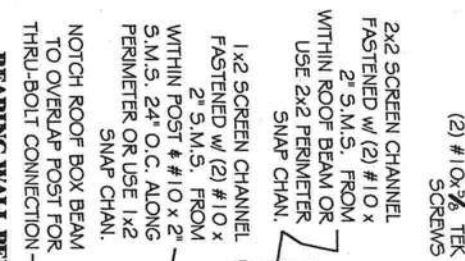 (2) #10x⅝ TEK
SCREWS
2x2 SCREEN CHANNEL
FASTENED w/ (2) #10 x
2" S.M.S. FROM
WITHIN ROOF BEAM OR
USE 2x2 PERIMETER
SNAP CHAN.
1x2 SCREEN CHANNEL
FASTENED w/ (2) #10 x
2" S.M.S. FROM
WITHIN POST & #10 x 2"
S.M.S. 24" O.C. ALONG
PERIMETER OR USE 1x2
SNAP CHAN.
NOTCH ROOF BOX BEAM
TO OVERLAP POST FOR
THRU-BOLT CONNECTION